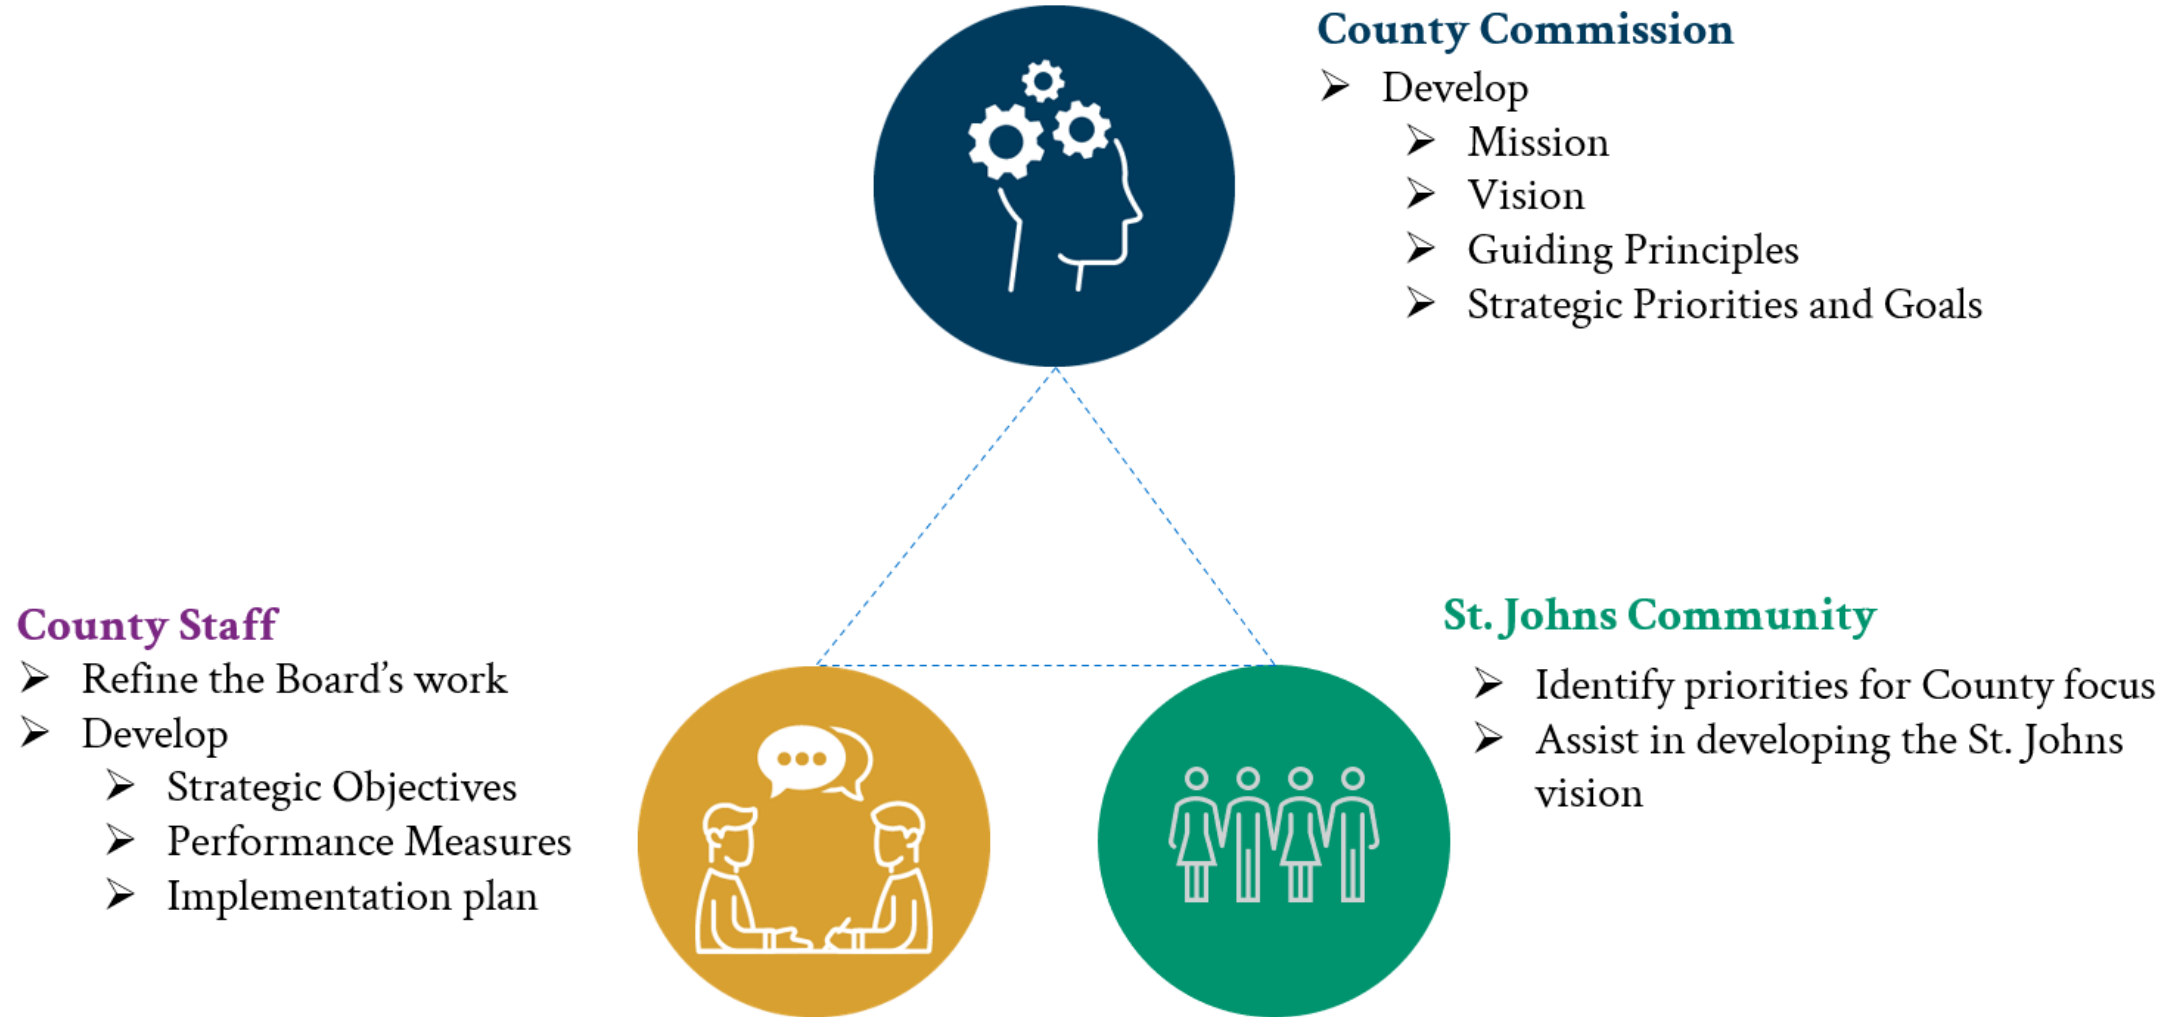 County Commission
Develop
Mission
Vision
Guiding Principles
Strategic Priorities and Goals
County Staff
Refine the Board’s work
Develop
Strategic Objectives
Performance Measures
Implementation plan
St. Johns Community
Identify priorities for County focus
Assist in developing the St. Johns
vision